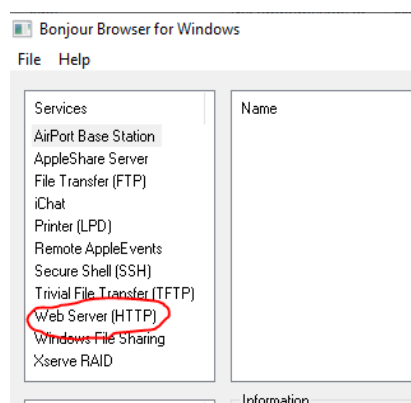 Bonjour Browser for Windows
File Help
Services
AirPort Base Station
AppleShare Server
File Transfer (FTP)
iChat
Printer (LPD)
Remote AppleEvents
Secure Shell (SSH)
Trivial File Transfer (TFTP)
Web Server (HTTP)
Windows File Sharing
Xserve RAID
Name
Information